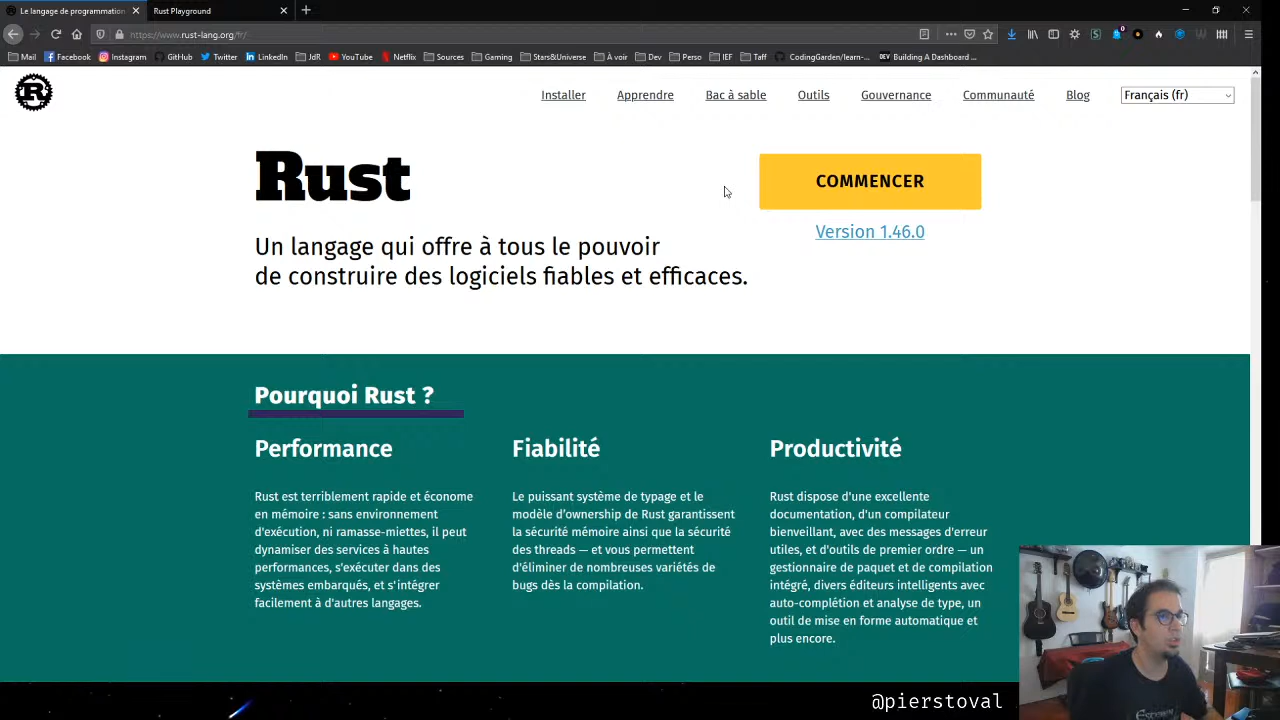 Le langage de programmation
Rust Playground
https://www.rust-lang.org/fr/
Mail
Facebook
Instagram
GitHub
Twitter
LinkedIn
JdR
YouTube
Netflix
Sources
Gaming
Stars&Universe
À voir
Dev
Perso
IEF
Taff
CodingGarden/learn-...
DEV Building A Dashboard ...
R
Installer
Apprendre
Bac à sable
Outils
Gouvernance
Communauté
Blog
Français (fr)
Rust
COMMENCER
Version 1.46.0
Un langage qui offre à tous le pouvoir
de construire des logiciels fiables et efficaces.
Pourquoi Rust ?
Performance
Rust est terriblement rapide et économe
en mémoire : sans environnement
d'exécution, ni ramasse-miettes, il peut
dynamiser des services à hautes
performances, s'exécuter dans des
systèmes embarqués, et s'intégrer
facilement à d'autres langages.
Fiabilité
Le puissant système de typage et le
modèle d’ownership de Rust garantissent
la sécurité mémoire ainsi que la sécurité
des threads — et vous permettent
d'éliminer de nombreuses variétés de
bugs dès la compilation.
Productivité
Rust dispose d'une excellente
documentation, d'un compilateur
bienveillant, avec des messages d'erreur
utiles, et d'outils de premier ordre — un
gestionnaire de paquet et de compilation
intégré, divers éditeurs intelligents avec
auto-complétion et analyse de type, un
outil de mise en forme automatique et
plus encore.
@pierstoval